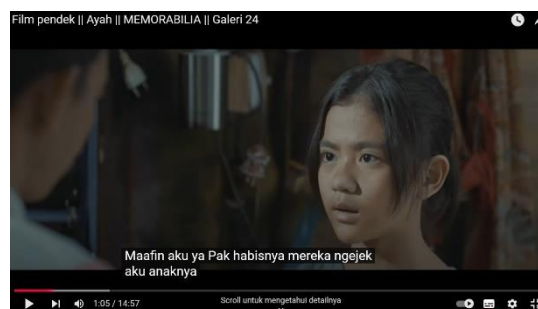 Film pendek || Ayah || MEMORABILIA || Galeri 24
Maafin aku ya Pak habisnya mereka ngejek
aku anaknya
1:05 / 14:57
Scroll untuk mengetahui detailnya